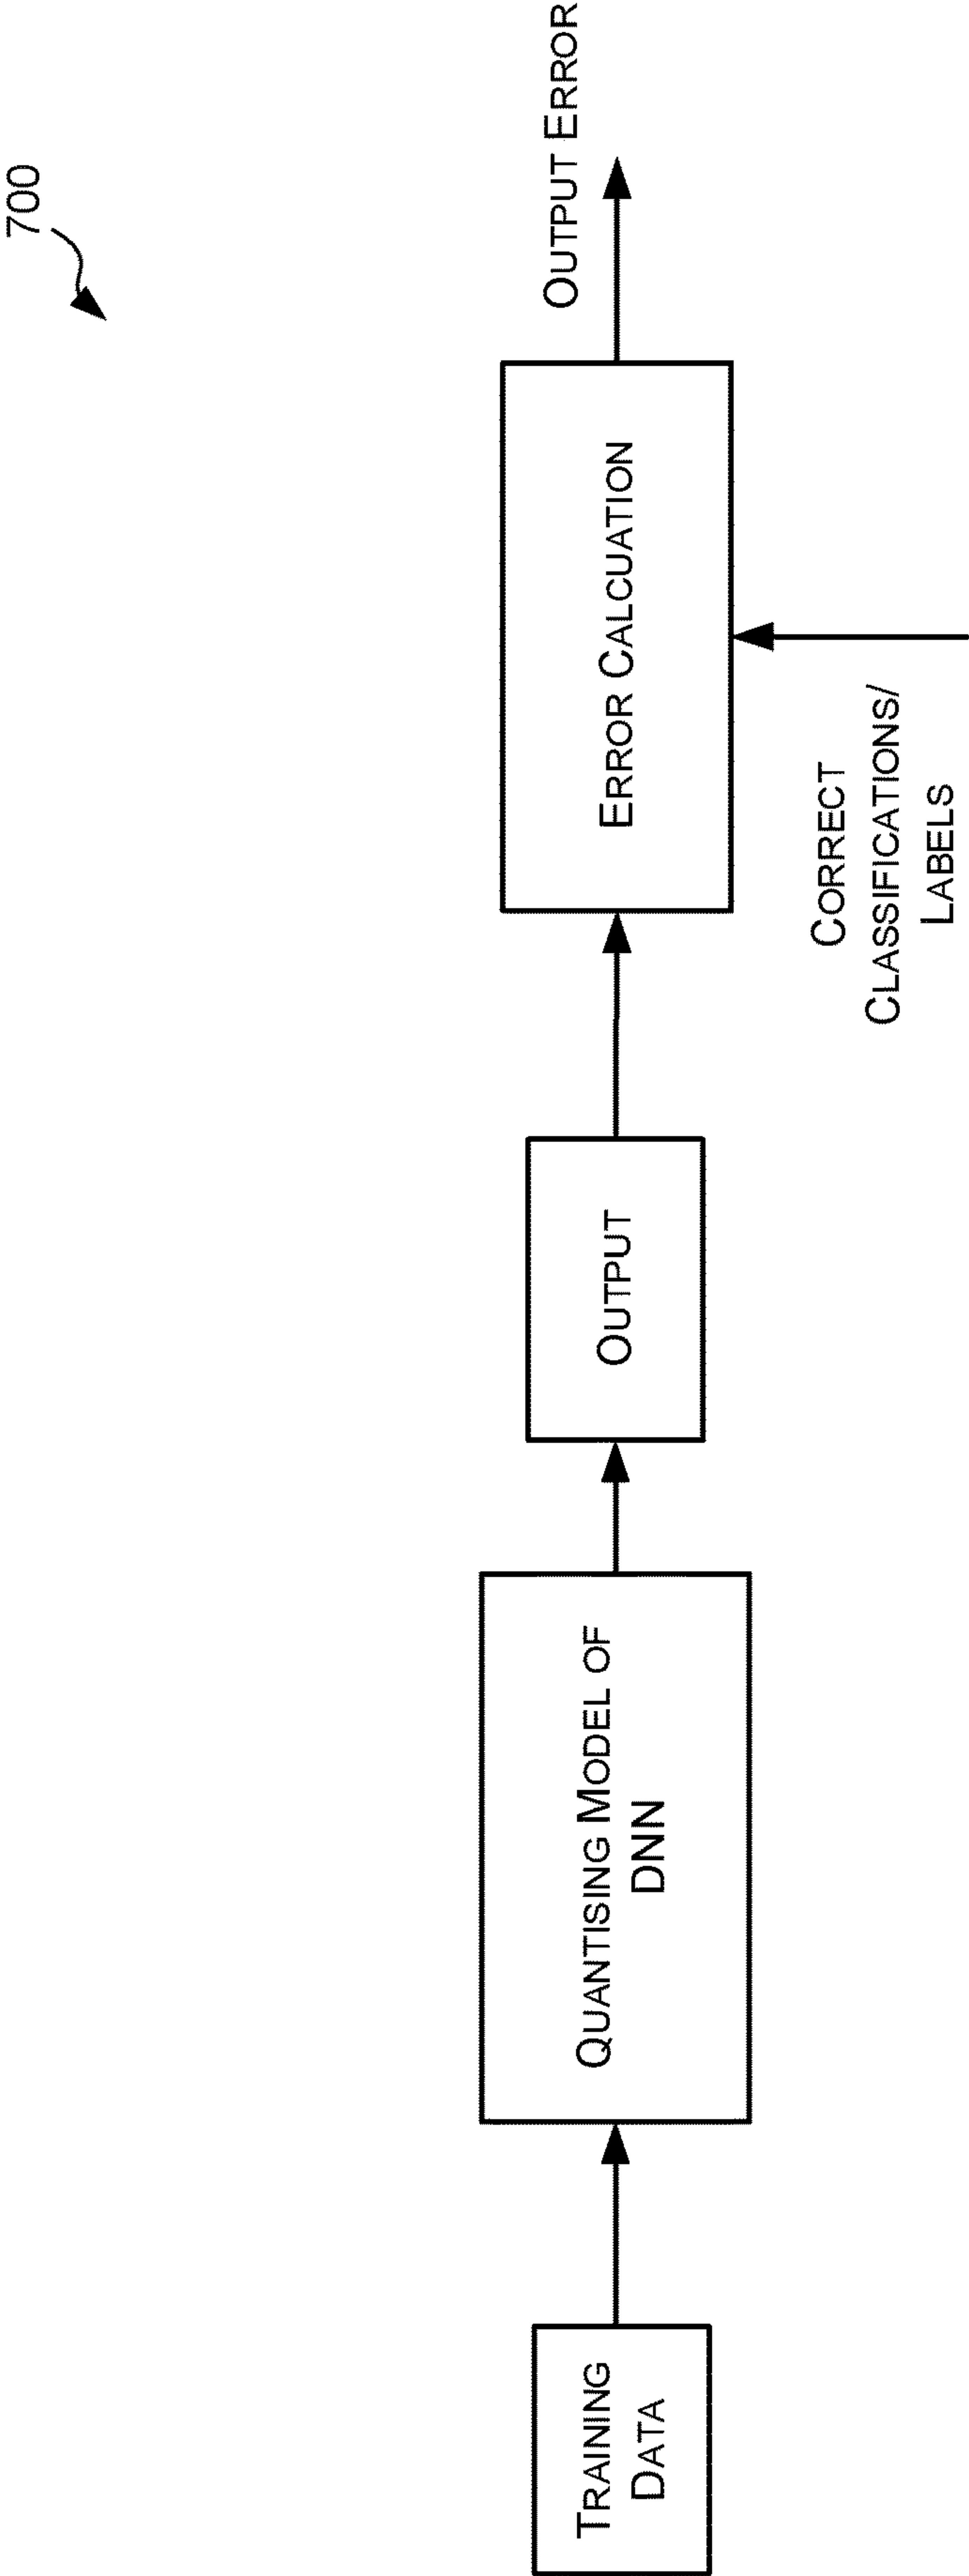 700
TRAINING
DATA
QUANTISING MODEL OF
DNN
OUTPUT
ERROR CALCUATION
OUTPUT ERROR
CORRECT
CLASSIFICATIONS/
LABELS